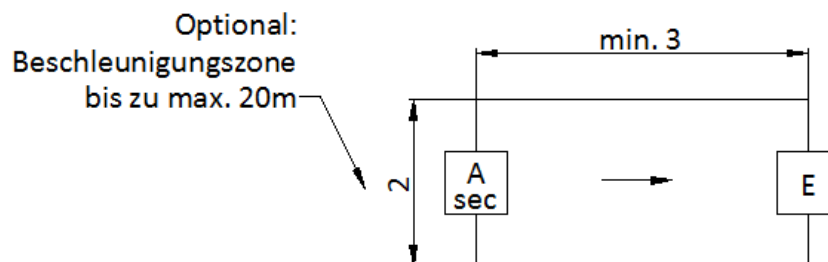 Optional:
Beschleunigungszone
bis zu max. 20m
min. 3
2
A
sec
E